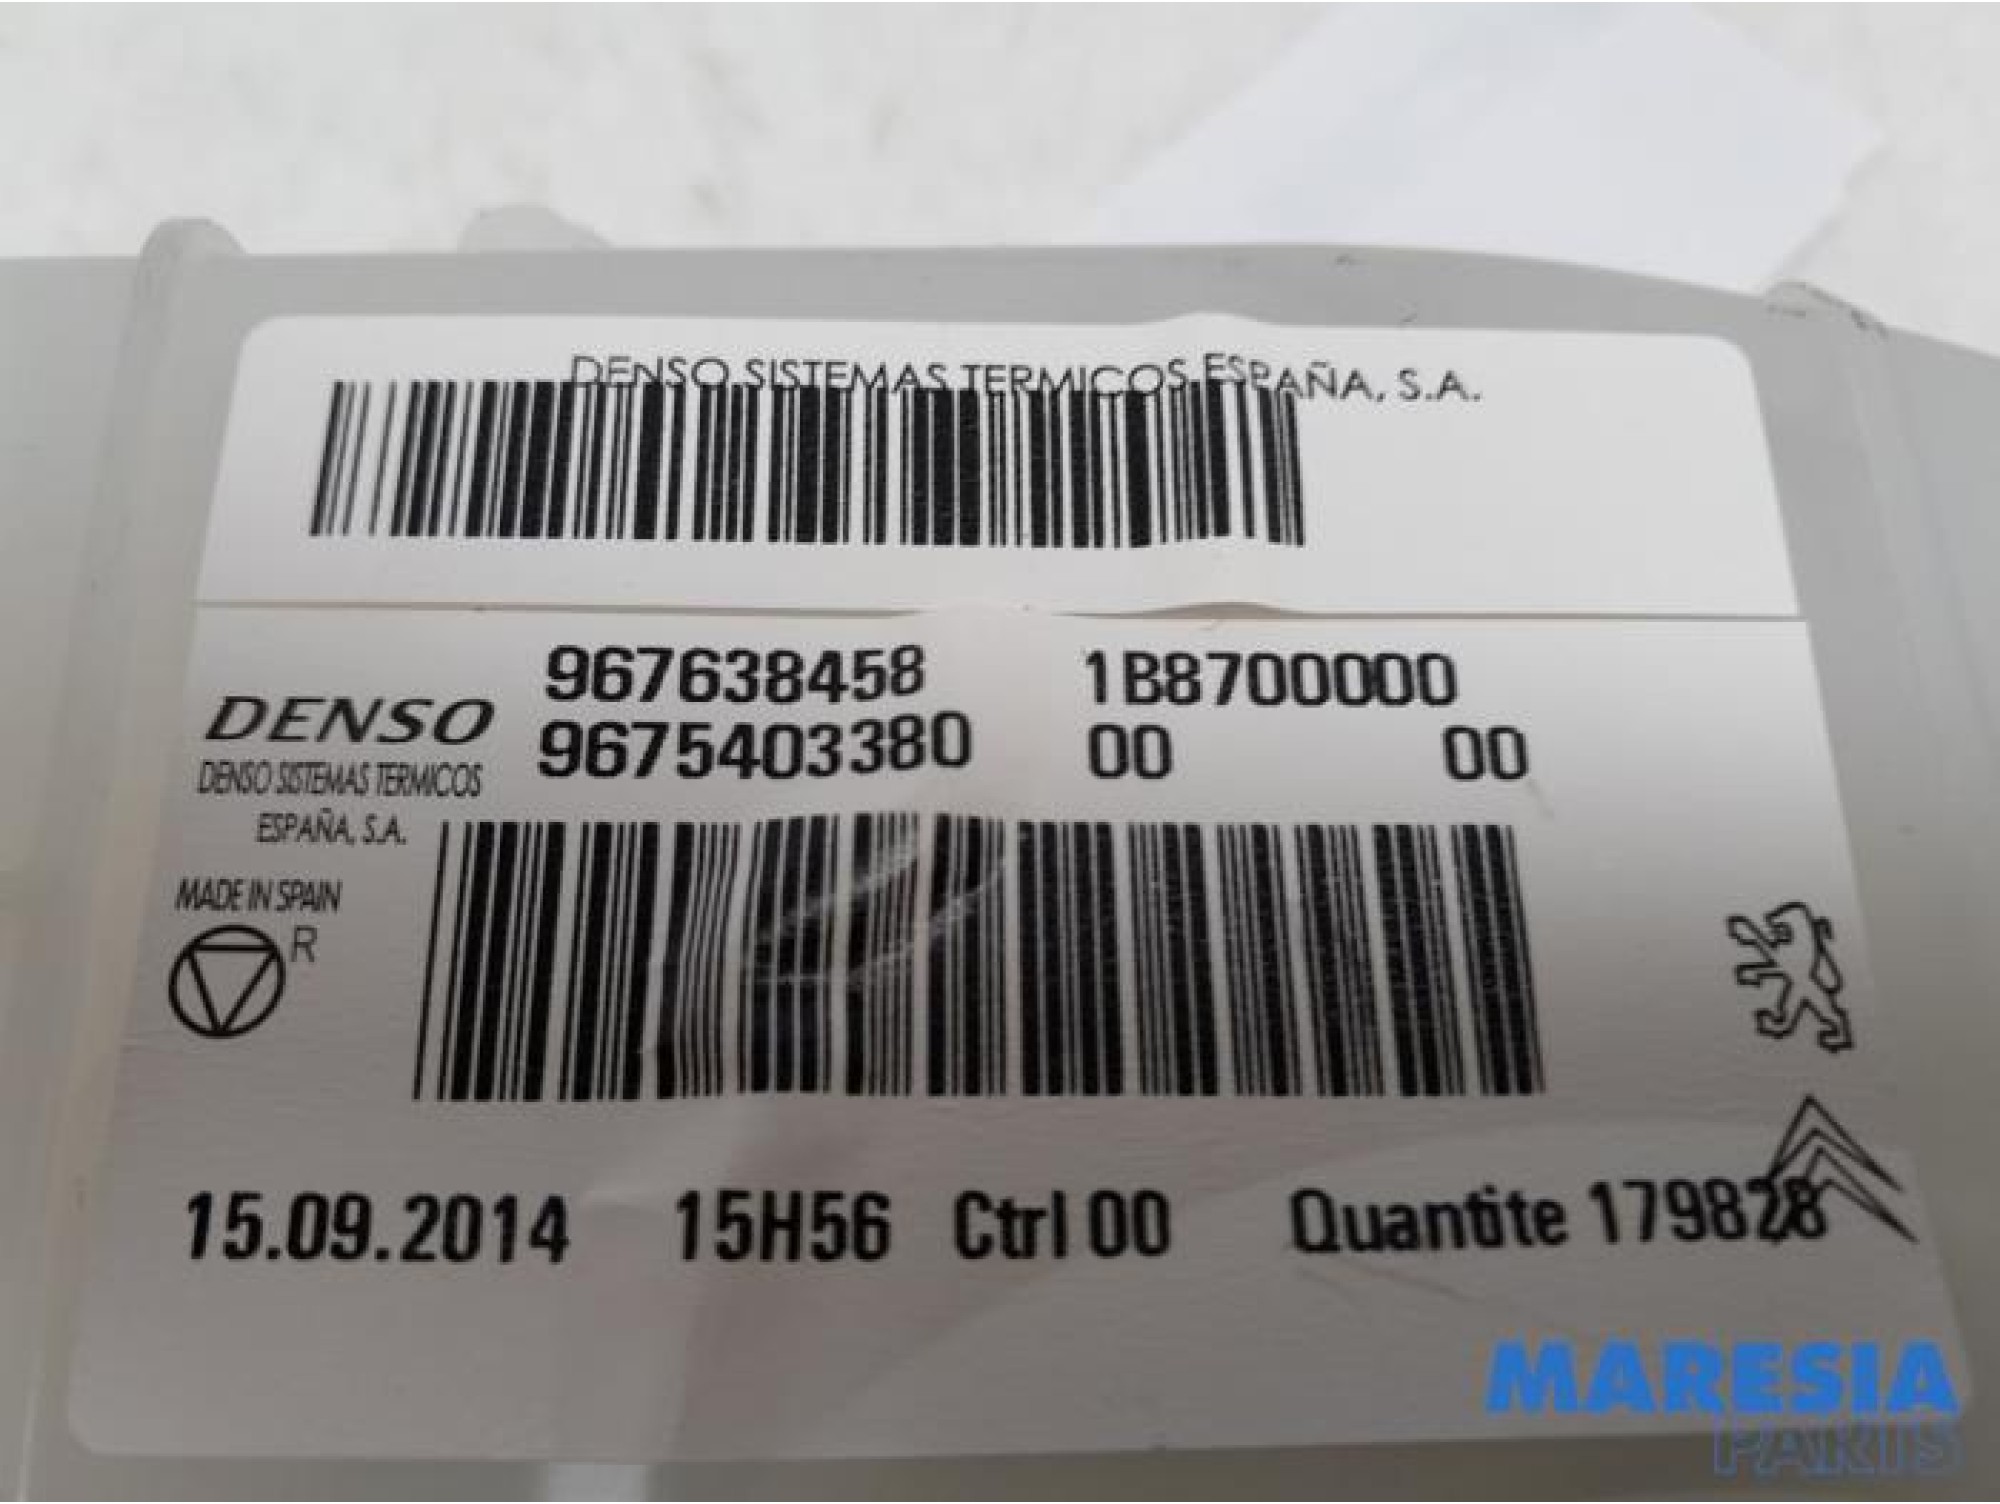 DENSO SISTEMAS TERMICOS ESPAÑA, S.A.
967638458 1B8700000
9675403380 00 00
DENSO
DENSO SISTEMAS TERMICOS
ESPAÑA, S.A.
MADE IN SPAIN
R
15.09.2014 15H56 Ctrl 00 Quantite 179828
MARESIA
PARTS